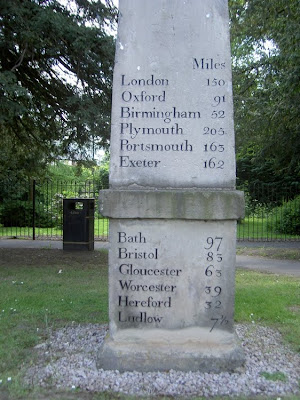 Miles
London 150
Oxford 91
Birmingham 52
Plymouth 205
Portsmouth 163
Exeter 162
Bath 97
Bristol 83
Gloucester 63
Worcester 39
Hereford 32
Ludlow 7½